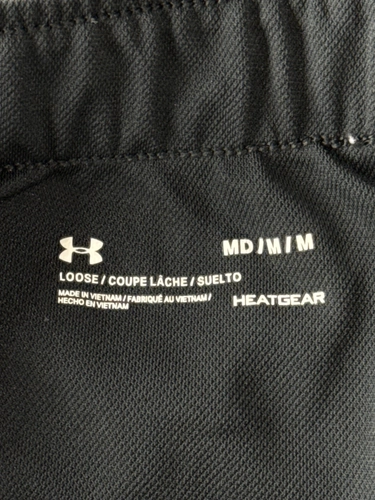 MD/M/M
LOOSE / COUPE LÂCHE / SUELTO
MADE IN VIETNAM / FABRIQUÉ AU VIETNAM /
HECHO EN VIETNAM
HEATGEAR